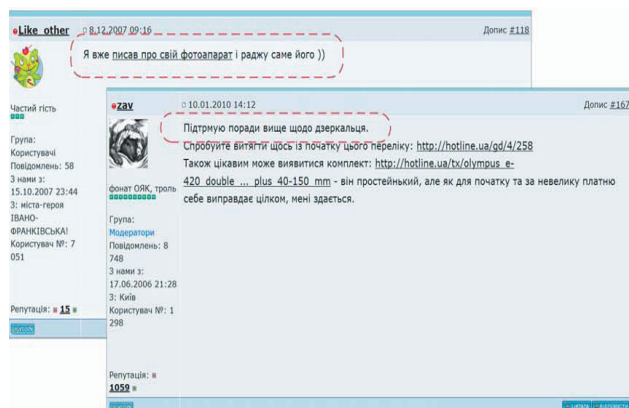 Like_other
8.12.2007 09:16
Допис #118
Я вже писав про свій фотоапарат і раджу саме його ))
Частий гість
Група:
Користувачі
Повідомлень: 58
З нами з:
15.10.2007 23:44
З: міста-героя
ІВАНО-
ФРАНКІВСЬКА!
Користувач №: 7
051
Репутація: 15
zav
10.01.2010 14:12
Допис #167
Підтрмую поради вище щодо дзеркальця.
Спробуйте витягти щось із початку цього переліку: http://hotline.ua/gd/4/258
Також цікавим може виявитися комплект: http://hotline.ua/tx/olympus_e-
420_double_..._plus_40-150_mm - він простейнький, але як для початку та за невелику платню
себе виправдає цілком, мені здається.
фонат ОЯК, троль
Група:
Модератори
Повідомлень: 8
748
З нами з:
17.06.2006 21:28
З: Київ
Користувач №: 1
298
Репутація:
1059